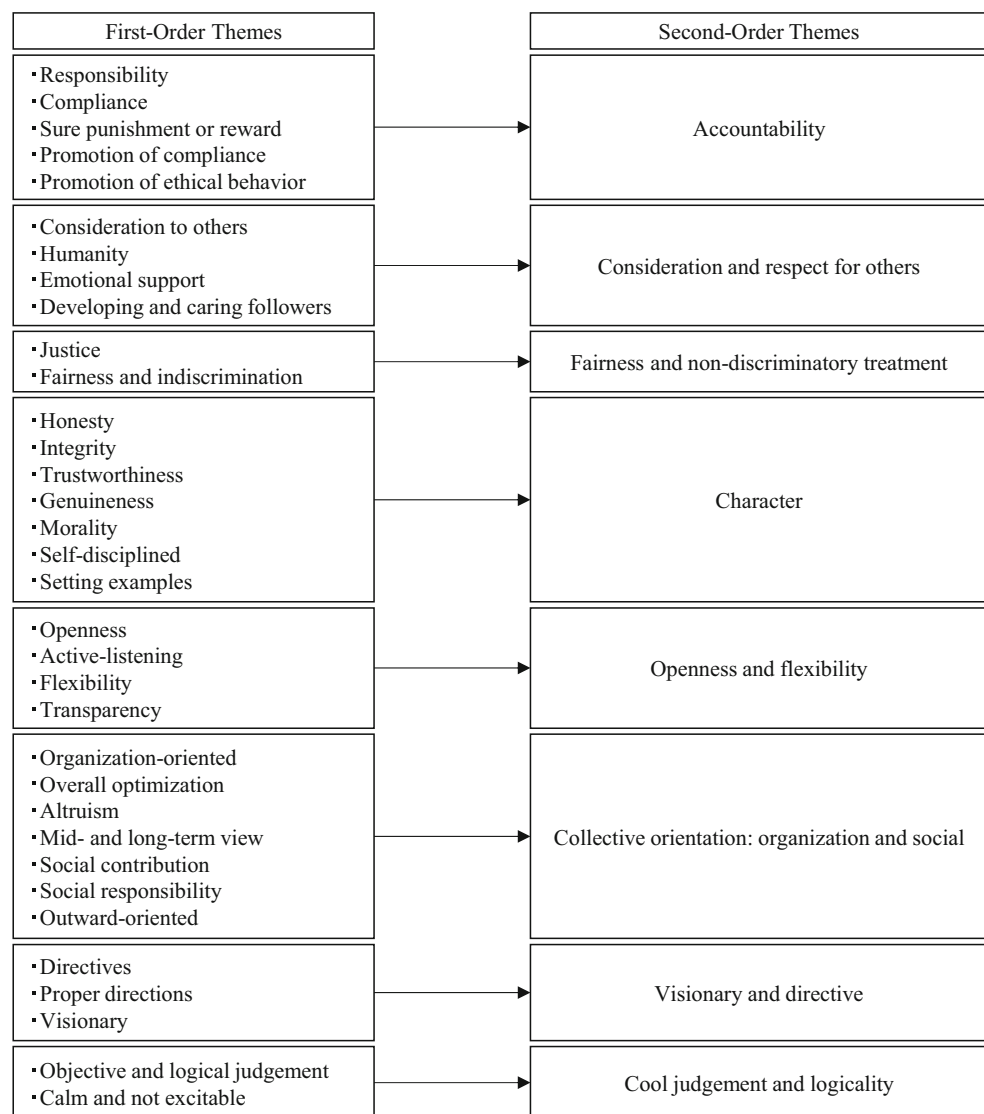 First-Order Themes
Second-Order Themes
・Responsibility
・Compliance
・Sure punishment or reward
・Promotion of compliance
・Promotion of ethical behavior
Accountability
・Consideration to others
・Humanity
・Emotional support
・Developing and caring followers
Consideration and respect for others
・Justice
・Fairness and indiscrimination
Fairness and non-discriminatory treatment
・Honesty
・Integrity
・Trustworthiness
・Genuineness
・Morality
・Self-disciplined
・Setting examples
Character
・Openness
・Active-listening
・Flexibility
・Transparency
Openness and flexibility
・Organization-oriented
・Overall optimization
・Altruism
・Mid- and long-term view
・Social contribution
・Social responsibility
・Outward-oriented
Collective orientation: organization and social
・Directives
・Proper directions
・Visionary
Visionary and directive
・Objective and logical judgement
・Calm and not excitable
Cool judgement and logicality